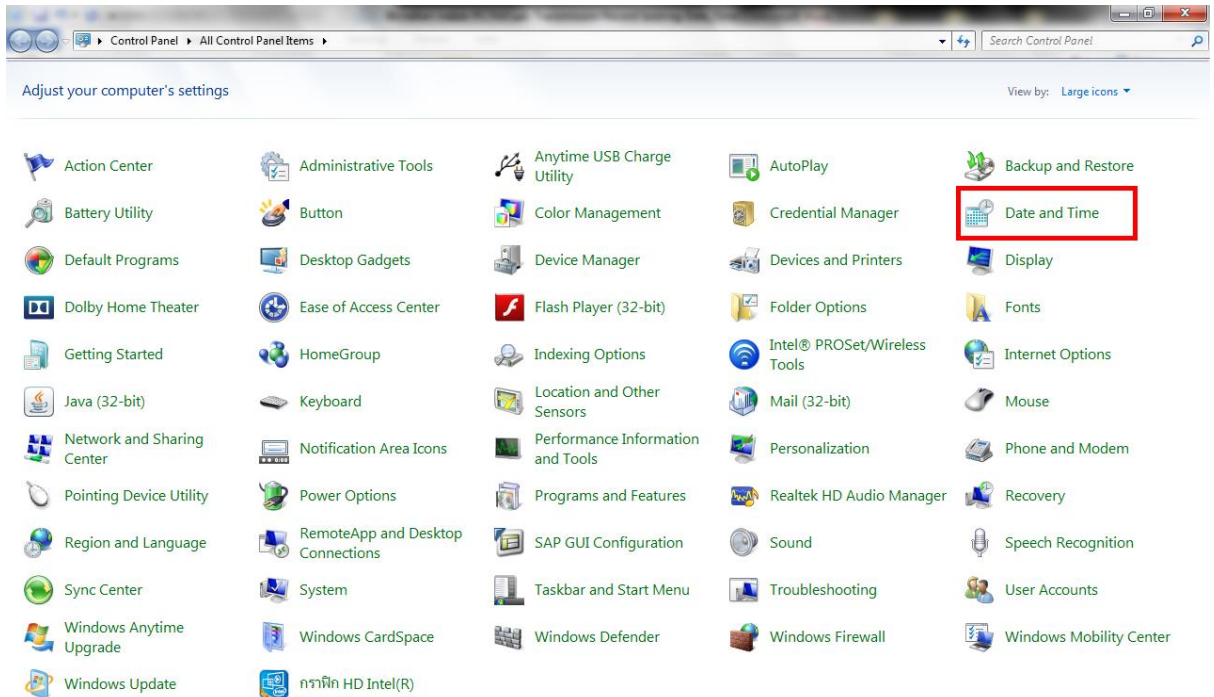 Control Panel ▸ All Control Panel Items ▸
Search Control Panel
Adjust your computer's settings
View by: Large icons
Action Center
Administrative Tools
Anytime USB Charge
Utility
AutoPlay
Backup and Restore
Battery Utility
Button
Color Management
Credential Manager
Date and Time
Default Programs
Desktop Gadgets
Device Manager
Devices and Printers
Display
Dolby Home Theater
Ease of Access Center
Flash Player (32-bit)
Folder Options
Fonts
Getting Started
HomeGroup
Indexing Options
Intel® PROSet/Wireless
Tools
Internet Options
Java (32-bit)
Keyboard
Location and Other
Sensors
Mail (32-bit)
Mouse
Network and Sharing
Center
Notification Area Icons
Performance Information
and Tools
Personalization
Phone and Modem
Pointing Device Utility
Power Options
Programs and Features
Realtek HD Audio Manager
Recovery
Region and Language
RemoteApp and Desktop
Connections
SAP GUI Configuration
Sound
Speech Recognition
Sync Center
System
Taskbar and Start Menu
Troubleshooting
User Accounts
Windows Anytime
Upgrade
Windows CardSpace
Windows Defender
Windows Firewall
Windows Mobility Center
Windows Update
กราฟิก HD Intel(R)